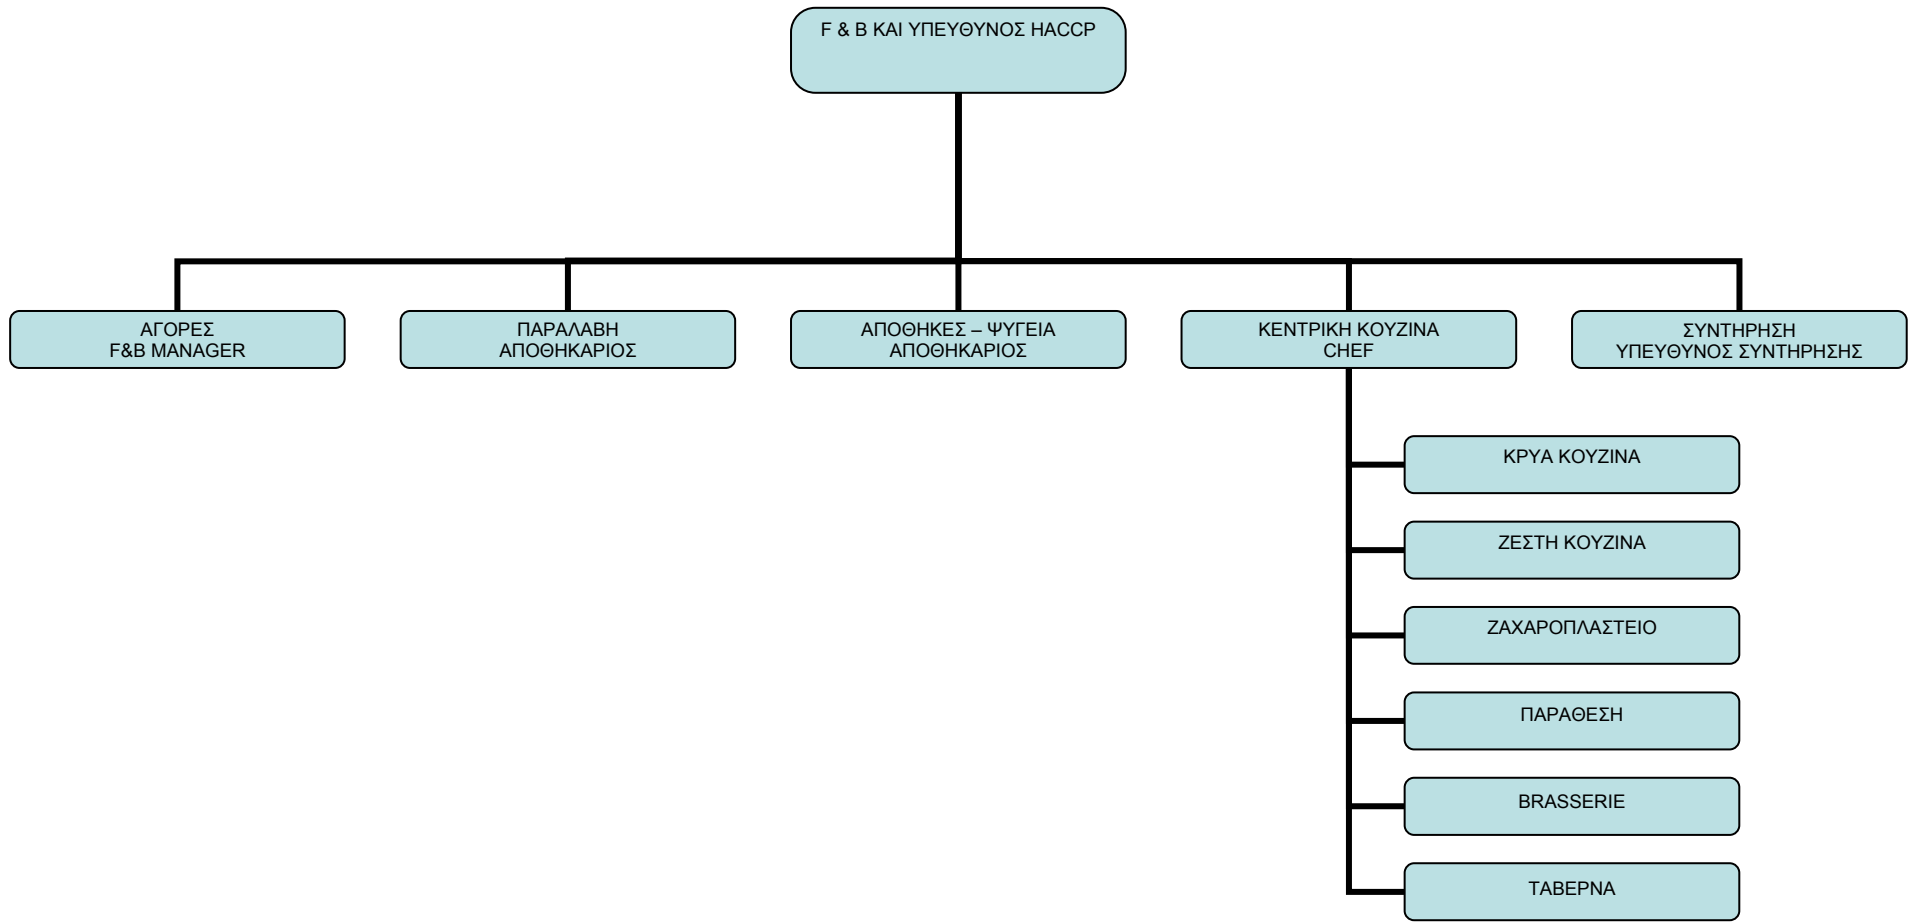 F & B ΚΑΙ ΥΠΕΥΘΥΝΟΣ HACCP
ΑΓΟΡΕΣ
F&B MANAGER
ΠΑΡΑΛΑΒΗ
ΑΠΟΘΗΚΑΡΙΟΣ
ΑΠΟΘΗΚΕΣ – ΨΥΓΕΙΑ
ΑΠΟΘΗΚΑΡΙΟΣ
ΚΕΝΤΡΙΚΗ ΚΟΥΖΙΝΑ
CHEF
ΣΥΝΤΗΡΗΣΗ
ΥΠΕΥΘΥΝΟΣ ΣΥΝΤΗΡΗΣΗΣ
ΚΡΥΑ ΚΟΥΖΙΝΑ
ΖΕΣΤΗ ΚΟΥΖΙΝΑ
ΖΑΧΑΡΟΠΛΑΣΤΕΙΟ
ΠΑΡΑΘΕΣΗ
BRASSERIE
ΤΑΒΕΡΝΑ